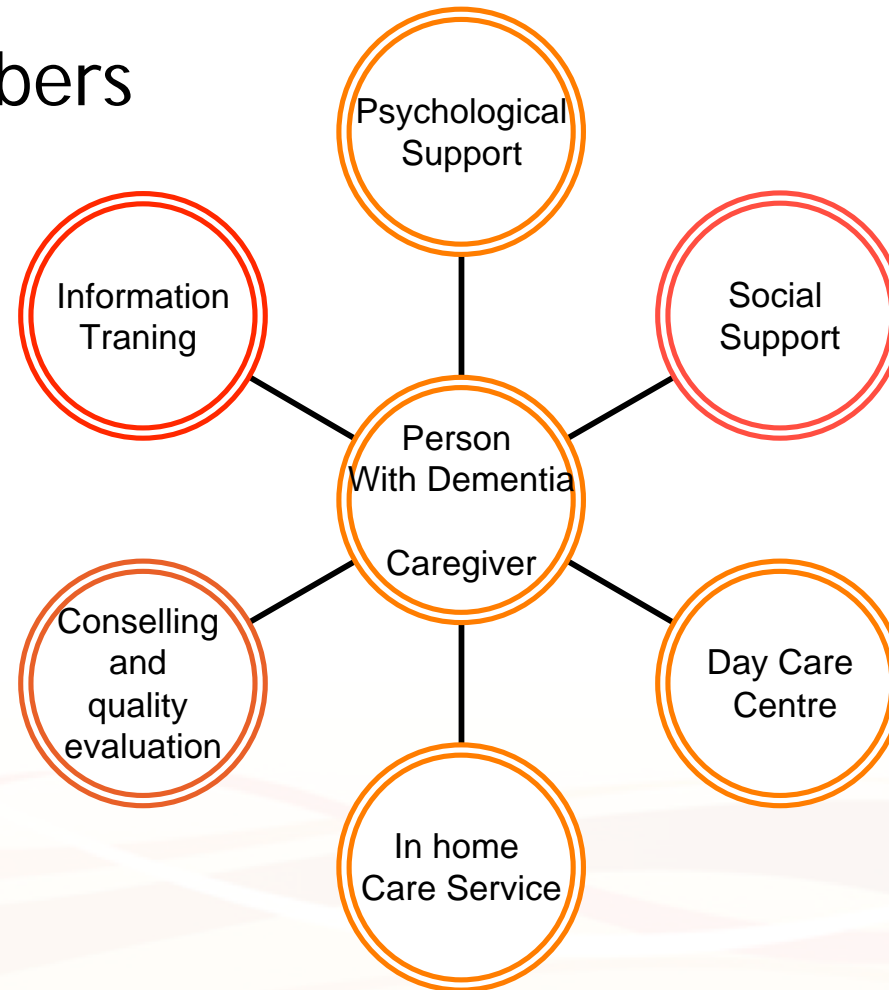 bers
Psychological
Support
Information
Traning
Social
Support
Person
With Dementia
Caregiver
Conselling
and
quality
evaluation
Day Care
Centre
In home
Care Service